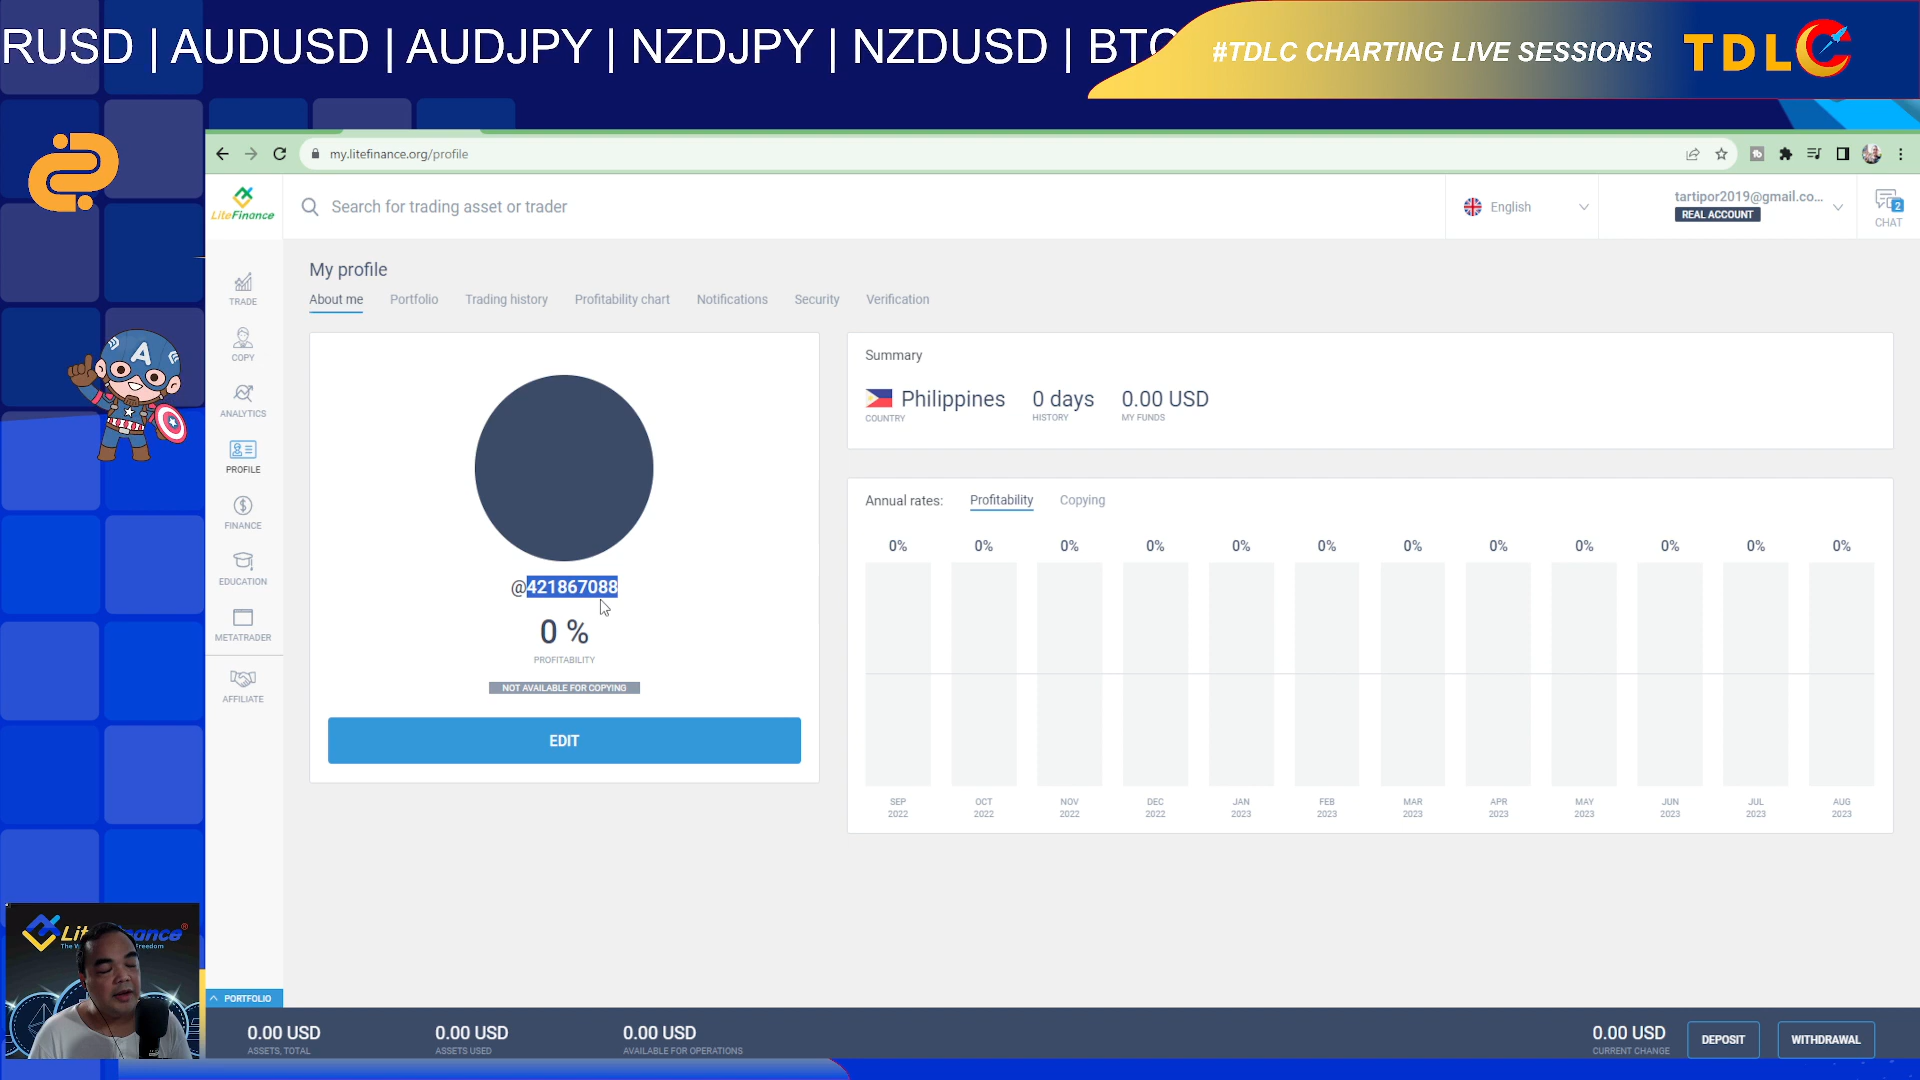 RUSD | AUDUSD | AUDJPY | NZDJPY | NZDUSD | BTC
#TDLC CHARTING LIVE SESSIONS
TDLC
my.litefinance.org/profile
LiteFinance
Search for trading asset or trader
English
tartipor2019@gmail.co...
REAL ACCOUNT
2
CHAT
TRADE
COPY
ANALYTICS
PROFILE
FINANCE
EDUCATION
METATRADER
AFFILIATE
My profile
About me
Portfolio
Trading history
Profitability chart
Notifications
Security
Verification
@421867088
0 %
PROFITABILITY
NOT AVAILABLE FOR COPYING
EDIT
Summary
Philippines
COUNTRY
0 days
HISTORY
0.00 USD
MY FUNDS
Annual rates:
Profitability
Copying
0% 0% 0% 0% 0% 0% 0% 0% 0% 0% 0% 0%
SEP OCT NOV DEC JAN FEB MAR APR MAY JUN JUL AUG
2022 2022 2022 2022 2023 2023 2023 2023 2023 2023 2023 2023
PORTFOLIO
0.00 USD
ASSETS, TOTAL
0.00 USD
ASSETS USED
0.00 USD
AVAILABLE FOR OPERATIONS
0.00 USD
CURRENT CHANGE
DEPOSIT
WITHDRAWAL
A